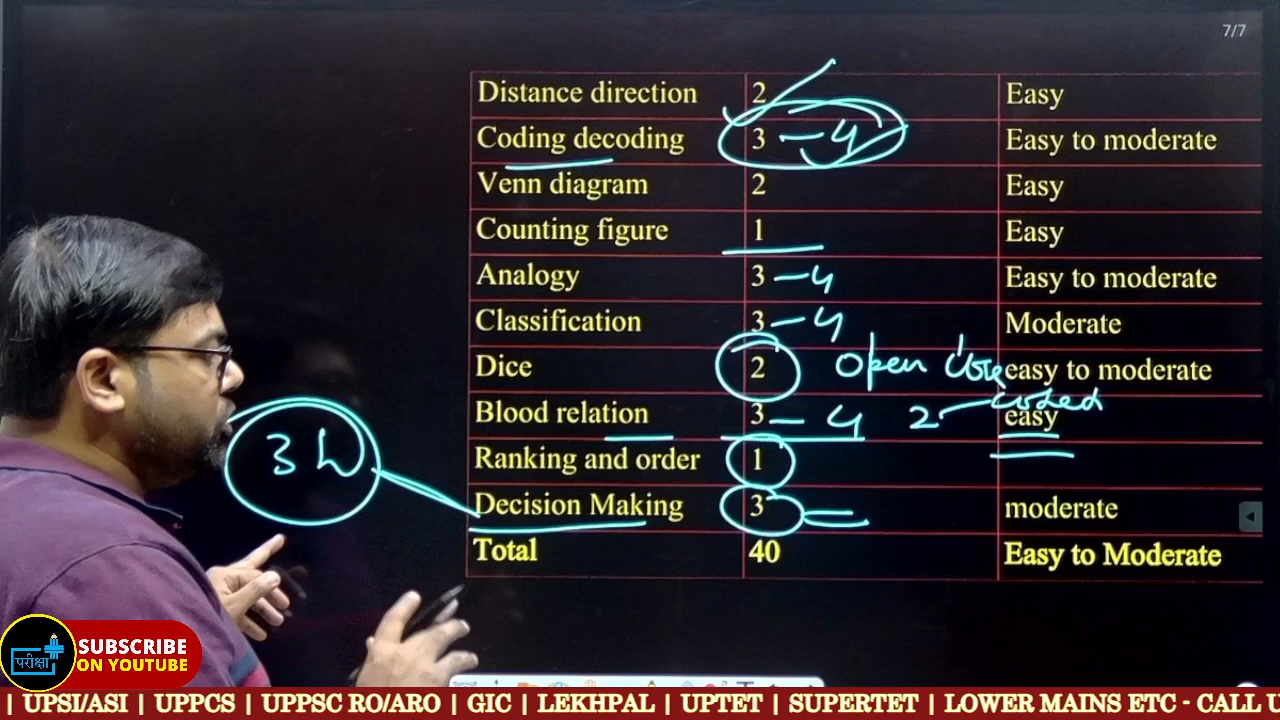 7/7
Distance direction 2 Easy
Coding decoding 3 – 4 Easy to moderate
Venn diagram 2 Easy
Counting figure 1 Easy
Analogy 3 – 4 Easy to moderate
Classification 3 – 4 Moderate
Dice 2 open easy to moderate
Blood relation 3 – 4 2 – coded easy
Ranking and order 1
3 h
Decision Making 3 moderate
Total 40 Easy to Moderate
परीक्षा
SUBSCRIBE
ON YOUTUBE
| UPSI/ASI | UPPCS | UPPSC RO/ARO | GIC | LEKHPAL | UPTET | SUPERTET | LOWER MAINS ETC - CALL U